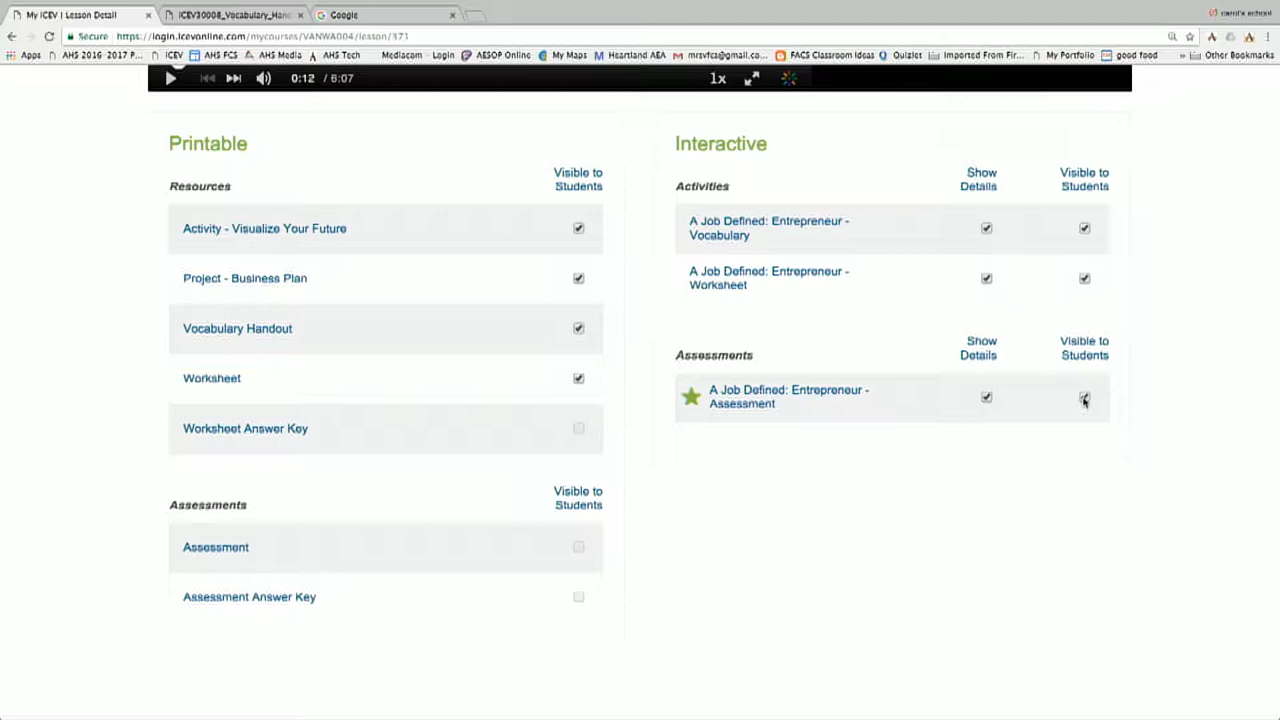 My iCEV | Lesson Detail
ICEV30008_Vocabulary_Hand
Google
carol's school
Secure
https://login.icevonline.com/mycourses/VANWA004/lesson/371
Apps
AHS 2016-2017 P...
iCEV
AHS FCS
AHS Media
AHS Tech
Mediacom - Login
AESOP Online
My Maps
Heartland AEA
mrsvfcs@gmail.co...
FACS Classroom Ideas
Quizlet
Imported From Fir...
My Portfolio
good food
Other Bookmarks
0:12 / 6:07
1x
Printable
Resources
Visible to
Students
Activity - Visualize Your Future
Project - Business Plan
Vocabulary Handout
Worksheet
Worksheet Answer Key
Assessments
Visible to
Students
Assessment
Assessment Answer Key
Interactive
Activities
Show
Details
Visible to
Students
A Job Defined: Entrepreneur -
Vocabulary
A Job Defined: Entrepreneur -
Worksheet
Assessments
Show
Details
Visible to
Students
A Job Defined: Entrepreneur -
Assessment